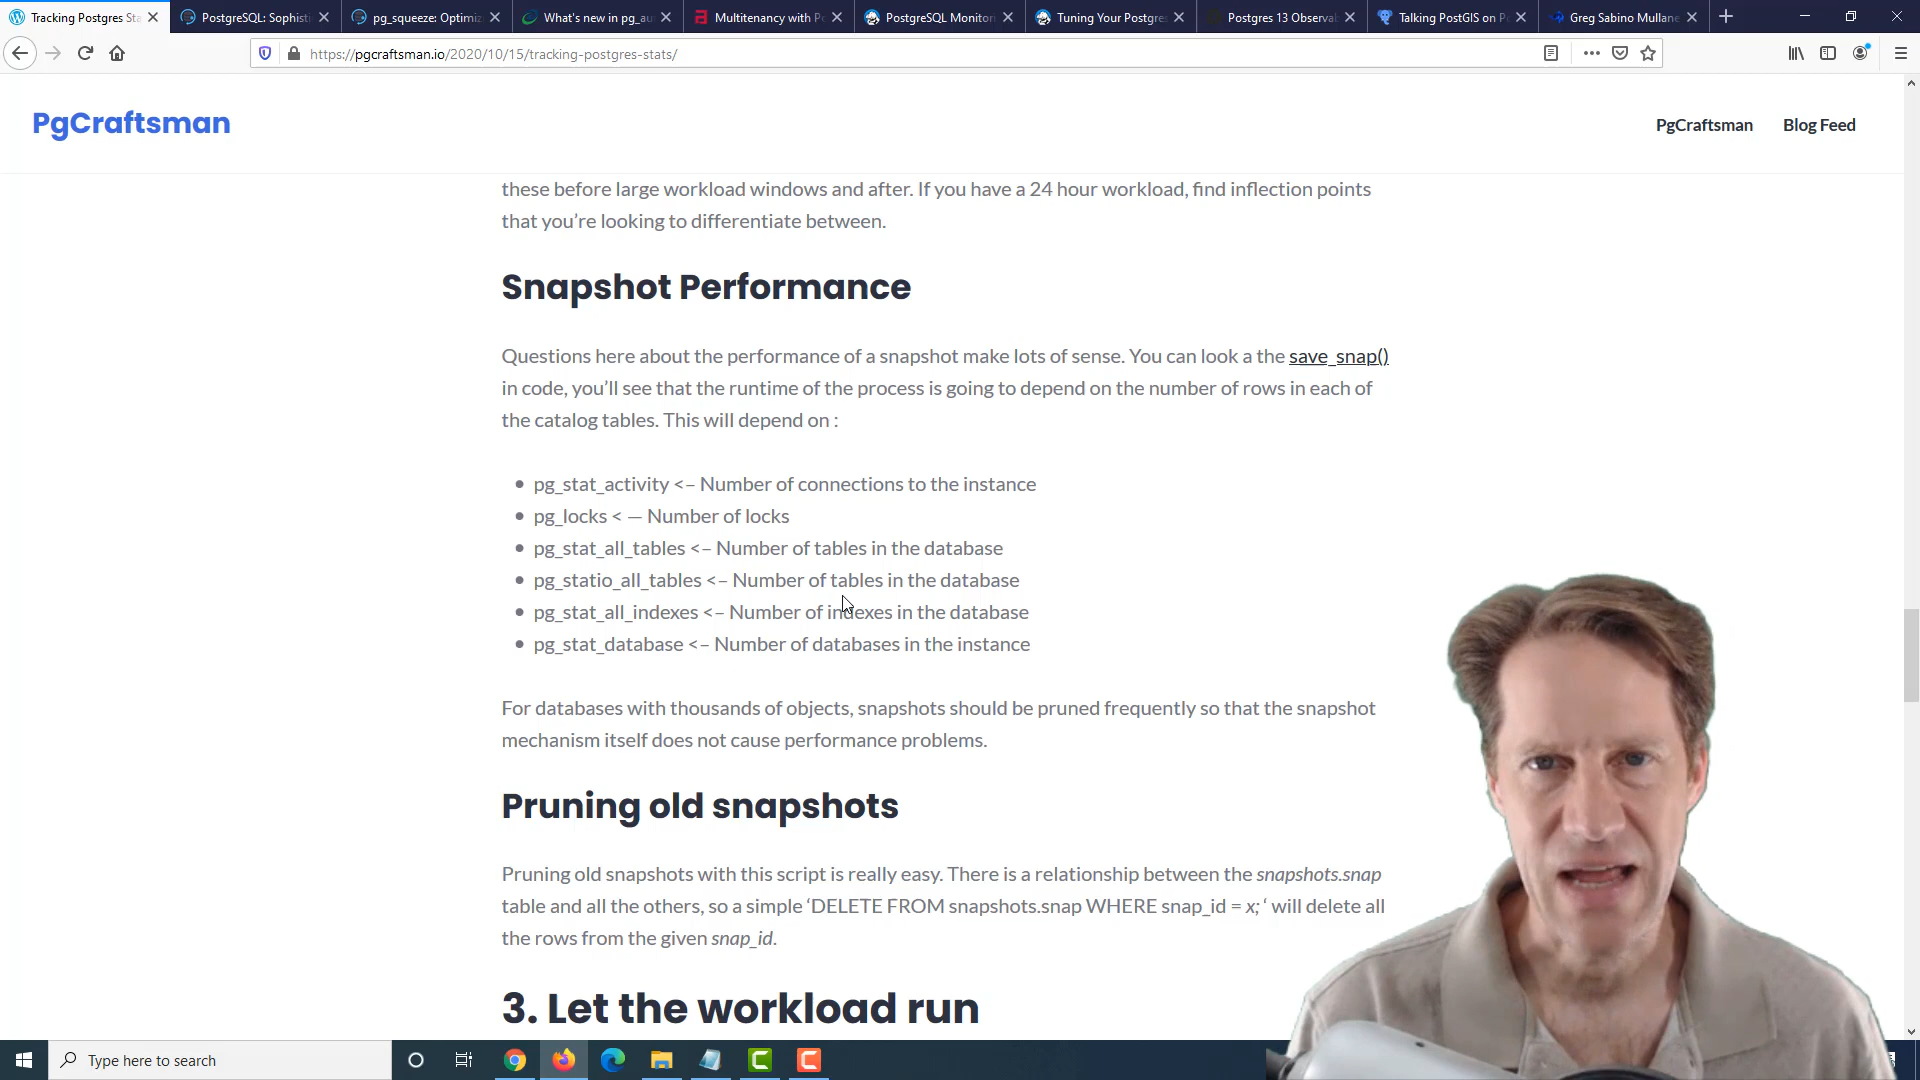 Tracking Postgres Sta
PostgreSQL: Sophisti
pg_squeeze: Optimiz
What's new in pg_au
Multitenancy with Po
PostgreSQL Monitor
Tuning Your Postgres
Postgres 13 Observa
Talking PostGIS on P
Greg Sabino Mullane
https://pgcraftsman.io/2020/10/15/tracking-postgres-stats/
PgCraftsman
PgCraftsman
Blog Feed
these before large workload windows and after. If you have a 24 hour workload, find inflection points
that you’re looking to differentiate between.
Snapshot Performance
Questions here about the performance of a snapshot make lots of sense. You can look a the save_snap()
in code, you’ll see that the runtime of the process is going to depend on the number of rows in each of
the catalog tables. This will depend on :
pg_stat_activity <– Number of connections to the instance
pg_locks < — Number of locks
pg_stat_all_tables <– Number of tables in the database
pg_statio_all_tables <– Number of tables in the database
pg_stat_all_indexes <– Number of indexes in the database
pg_stat_database <– Number of databases in the instance
For databases with thousands of objects, snapshots should be pruned frequently so that the snapshot
mechanism itself does not cause performance problems.
Pruning old snapshots
Pruning old snapshots with this script is really easy. There is a relationship between the snapshots.snap
table and all the others, so a simple ‘DELETE FROM snapshots.snap WHERE snap_id = x;‘ will delete all
the rows from the given snap_id.
3. Let the workload run
Type here to search